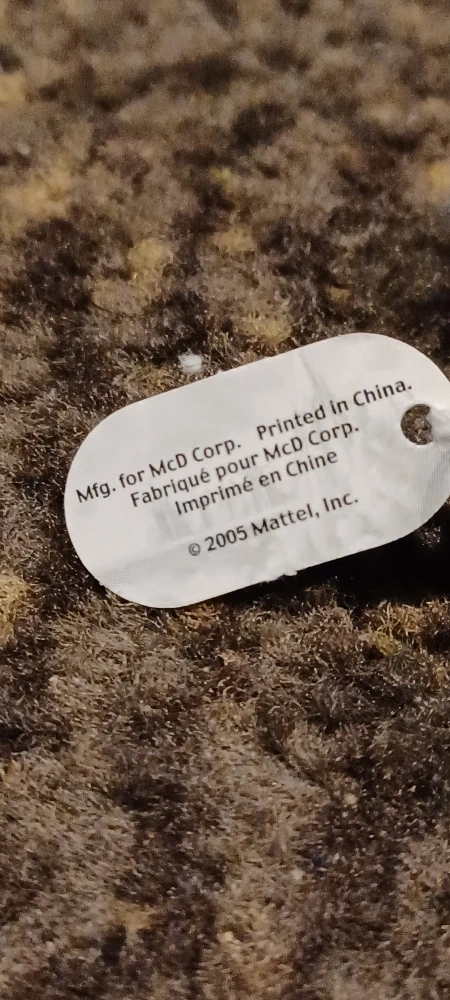 Mfg. for McD Corp. Printed in China.
Fabriqué pour McD Corp.
Imprimé en Chine
© 2005 Mattel, Inc.